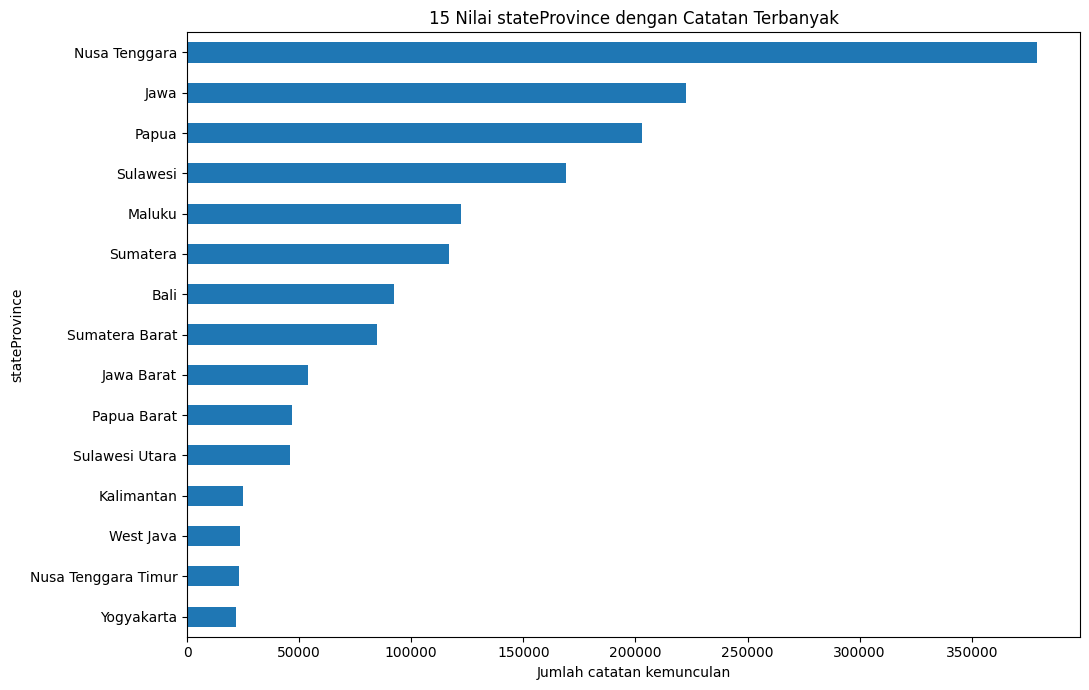 15 Nilai stateProvince dengan Catatan Terbanyak
stateProvince
Nusa Tenggara
Jawa
Papua
Sulawesi
Maluku
Sumatera
Bali
Sumatera Barat
Jawa Barat
Papua Barat
Sulawesi Utara
Kalimantan
West Java
Nusa Tenggara Timur
Yogyakarta
0 50000 100000 150000 200000 250000 300000 350000
Jumlah catatan kemunculan